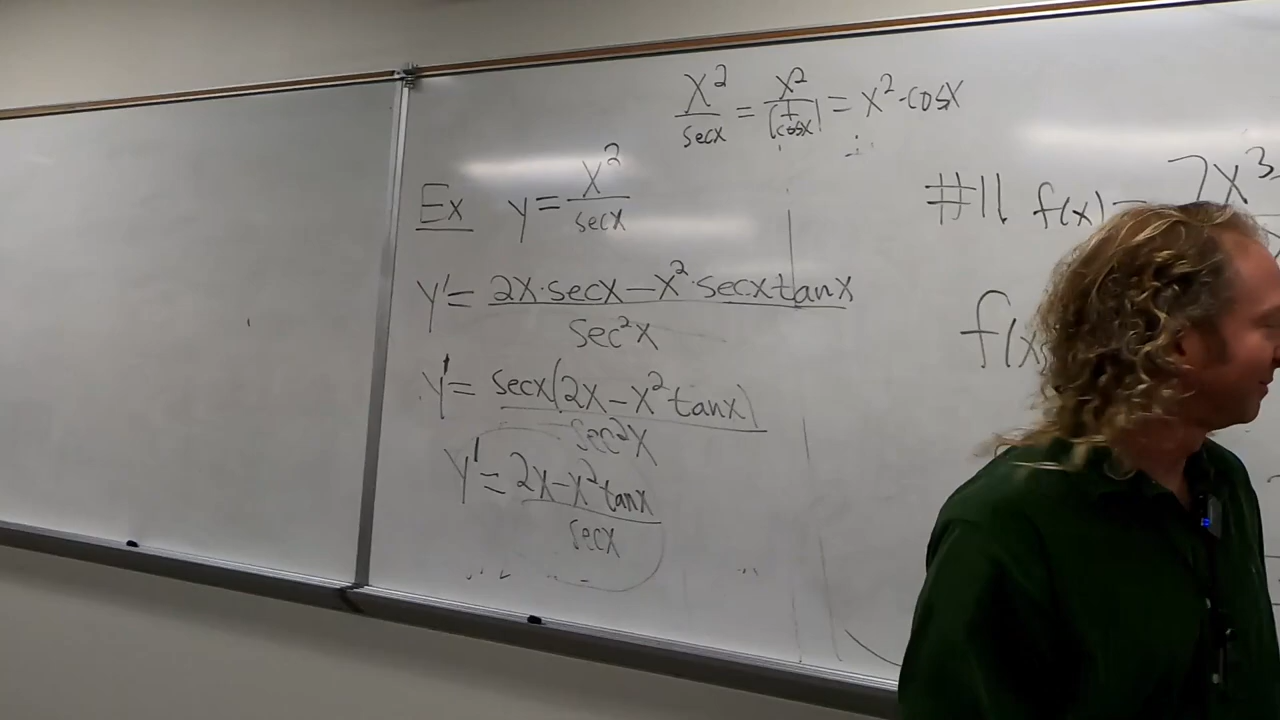 x²/secx = x²/(1/cosx) = x²·cosx
Ex y = x²/secx
y' = 2x·secx − x²·secxtanx / sec²x
y' = secx(2x − x²tanx) / sec²x
y' = 2x − x²tanx / secx
#11 f(x) = 7x³
f(x